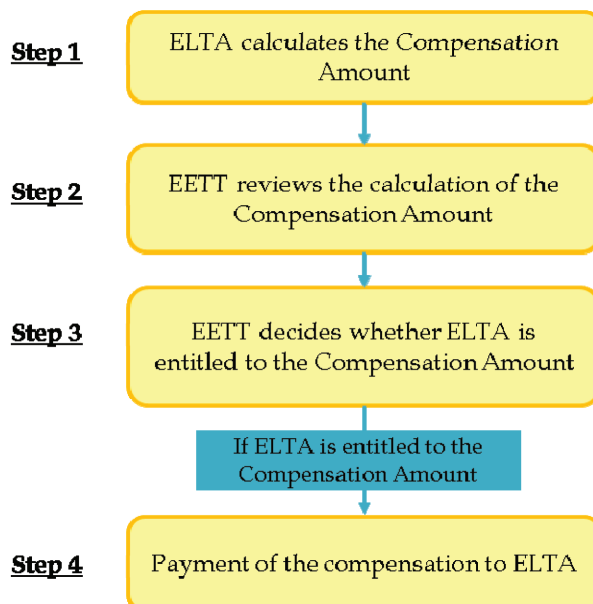 Step 1
ELTA calculates the Compensation
Amount
Step 2
EETT reviews the calculation of the
Compensation Amount
Step 3
EETT decides whether ELTA is
entitled to the Compensation Amount
If ELTA is entitled to the
Compensation Amount
Step 4
Payment of the compensation to ELTA